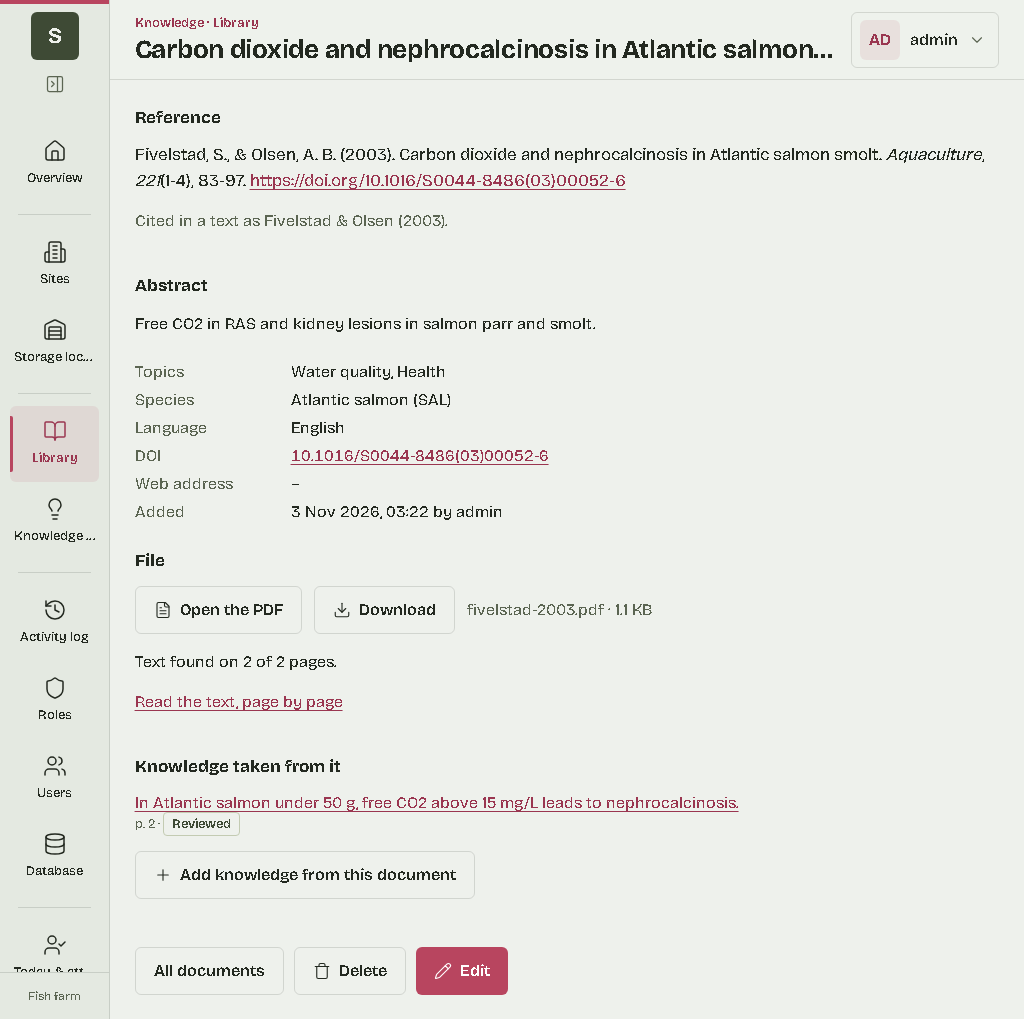 S
Overview
Sites
Storage loc...
Library
Knowledge ...
Activity log
Roles
Users
Database
Fish farm
Knowledge · Library
Carbon dioxide and nephrocalcinosis in Atlantic salmon...
AD admin
Reference
Fivelstad, S., & Olsen, A. B. (2003). Carbon dioxide and nephrocalcinosis in Atlantic salmon smolt. Aquaculture,
221(1-4), 83-97. https://doi.org/10.1016/S0044-8486(03)00052-6
Cited in a text as Fivelstad & Olsen (2003).
Abstract
Free CO2 in RAS and kidney lesions in salmon parr and smolt.
Topics Water quality, Health
Species Atlantic salmon (SAL)
Language English
DOI 10.1016/S0044-8486(03)00052-6
Web address –
Added 3 Nov 2026, 03:22 by admin
File
Open the PDF Download fivelstad-2003.pdf · 1.1 KB
Text found on 2 of 2 pages.
Read the text, page by page
Knowledge taken from it
In Atlantic salmon under 50 g, free CO2 above 15 mg/L leads to nephrocalcinosis.
p. 2 · Reviewed
Add knowledge from this document
All documents Delete Edit